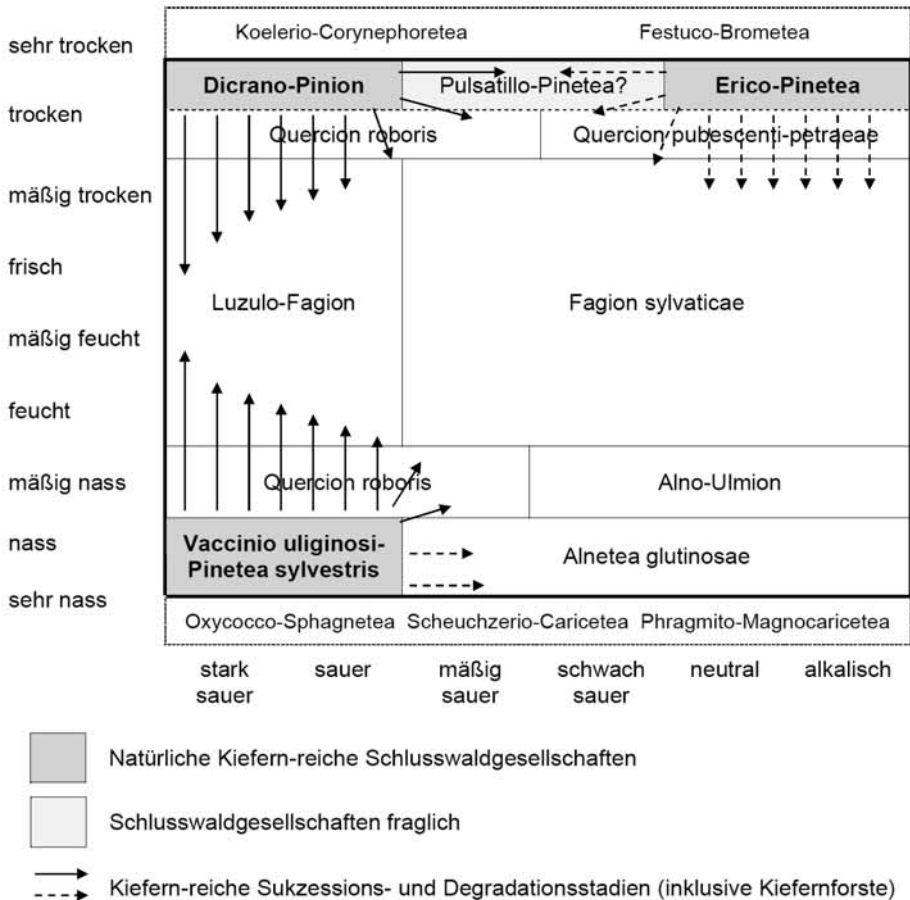 sehr trocken
Koelerio-Corynephoretea
Festuco-Brometea
Dicrano-Pinion
Pulsatillo-Pinetea?
Erico-Pinetea
trocken
Quercion roboris
Quercion pubescenti-petraeae
mäßig trocken
frisch
Luzulo-Fagion
Fagion sylvaticae
mäßig feucht
feucht
mäßig nass
Quercion roboris
Alno-Ulmion
nass
Vaccinio uliginosi-
Pinetea sylvestris
Alnetea glutinosae
sehr nass
Oxycocco-Sphagnetea
Scheuchzerio-Caricetea
Phragmito-Magnocaricetea
stark
sauer
sauer
mäßig
sauer
schwach
sauer
neutral
alkalisch
Natürliche Kiefern-reiche Schlusswaldgesellschaften
Schlusswaldgesellschaften fraglich
Kiefern-reiche Sukzessions- und Degradationsstadien (inklusive Kiefernforste)